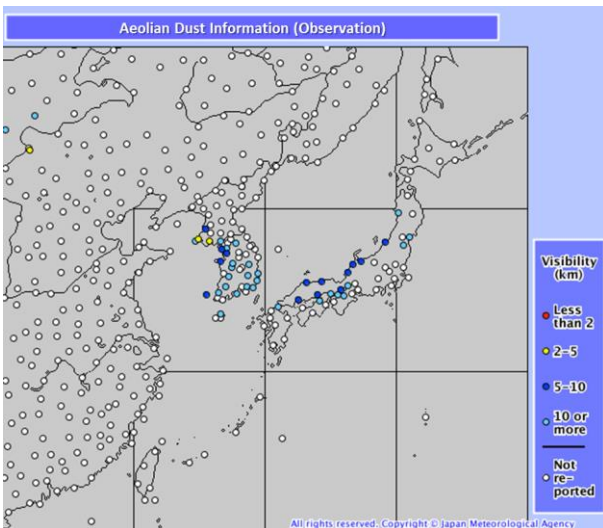 Aeolian Dust Information (Observation)
Visibility
(km)
Less
than 2
2-5
5-10
10 or
more
Not
re-
ported
All rights reserved. Copyright © Japan Meteorological Agency